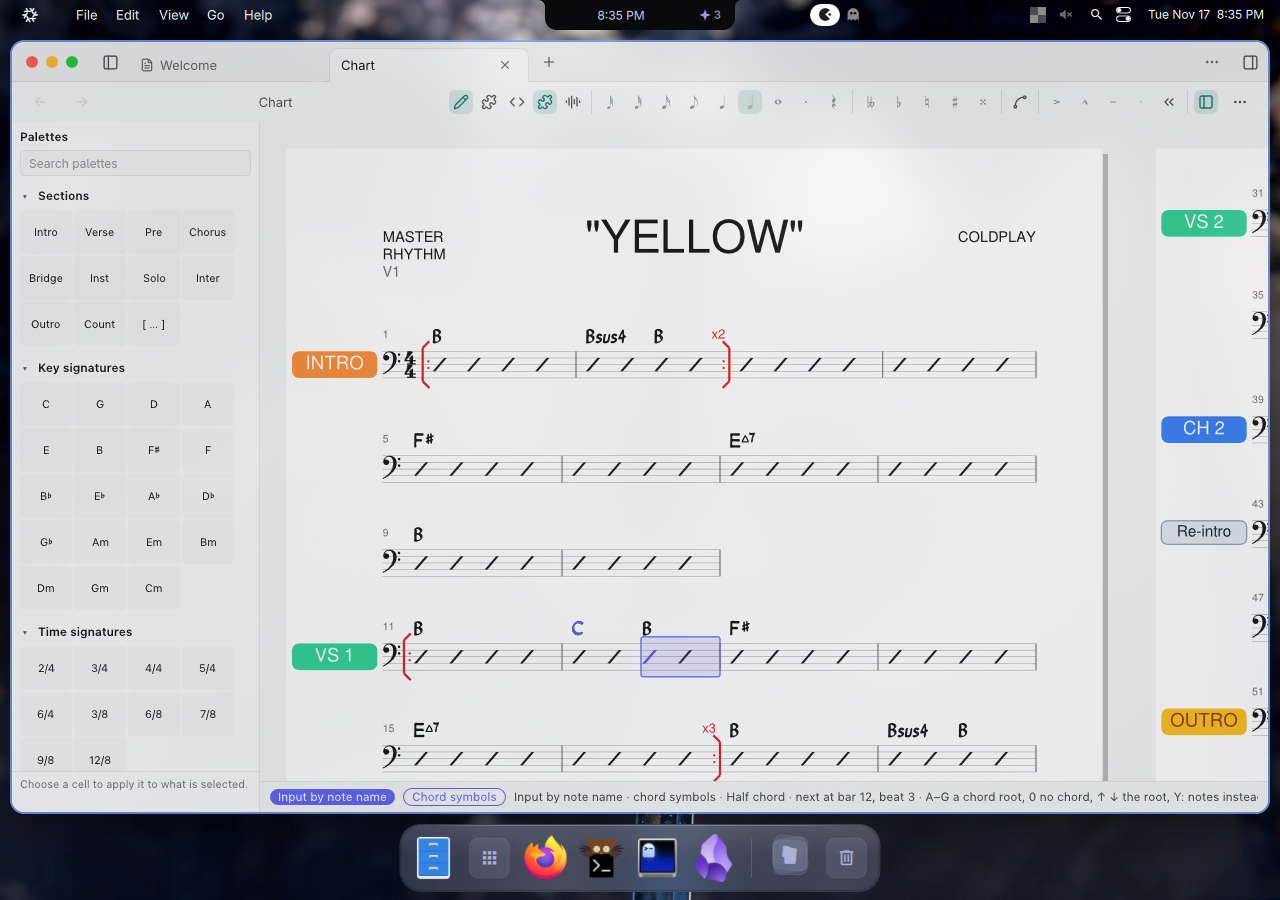 File Edit View Go Help
8:35 PM
3
Tue Nov 17 8:35 PM
Welcome
Chart
Chart
Palettes
Search palettes
Sections
Intro Verse Pre Chorus
Bridge Inst Solo Inter
Outro Count [ ... ]
Key signatures
C G D A
E B F♯ F
B♭ E♭ A♭ D♭
G♭ Am Em Bm
Dm Gm Cm
Time signatures
2/4 3/4 4/4 5/4
6/4 3/8 6/8 7/8
9/8 12/8
Choose a cell to apply it to what is selected.
MASTER
RHYTHM
V1
"YELLOW"
COLDPLAY
1 B Bsus4 B x2
INTRO 4/4
5 F♯ E△7
9 B
11 B C B F♯
VS 1
15 E△7 x3 B Bsus4 B
31
VS 2
35
39
CH 2
43
Re-intro
47
51
OUTRO
Input by note name
Chord symbols
Input by note name · chord symbols · Half chord · next at bar 12, beat 3 · A–G a chord root, 0 no chord, ↑ ↓ the root, Y: notes instea